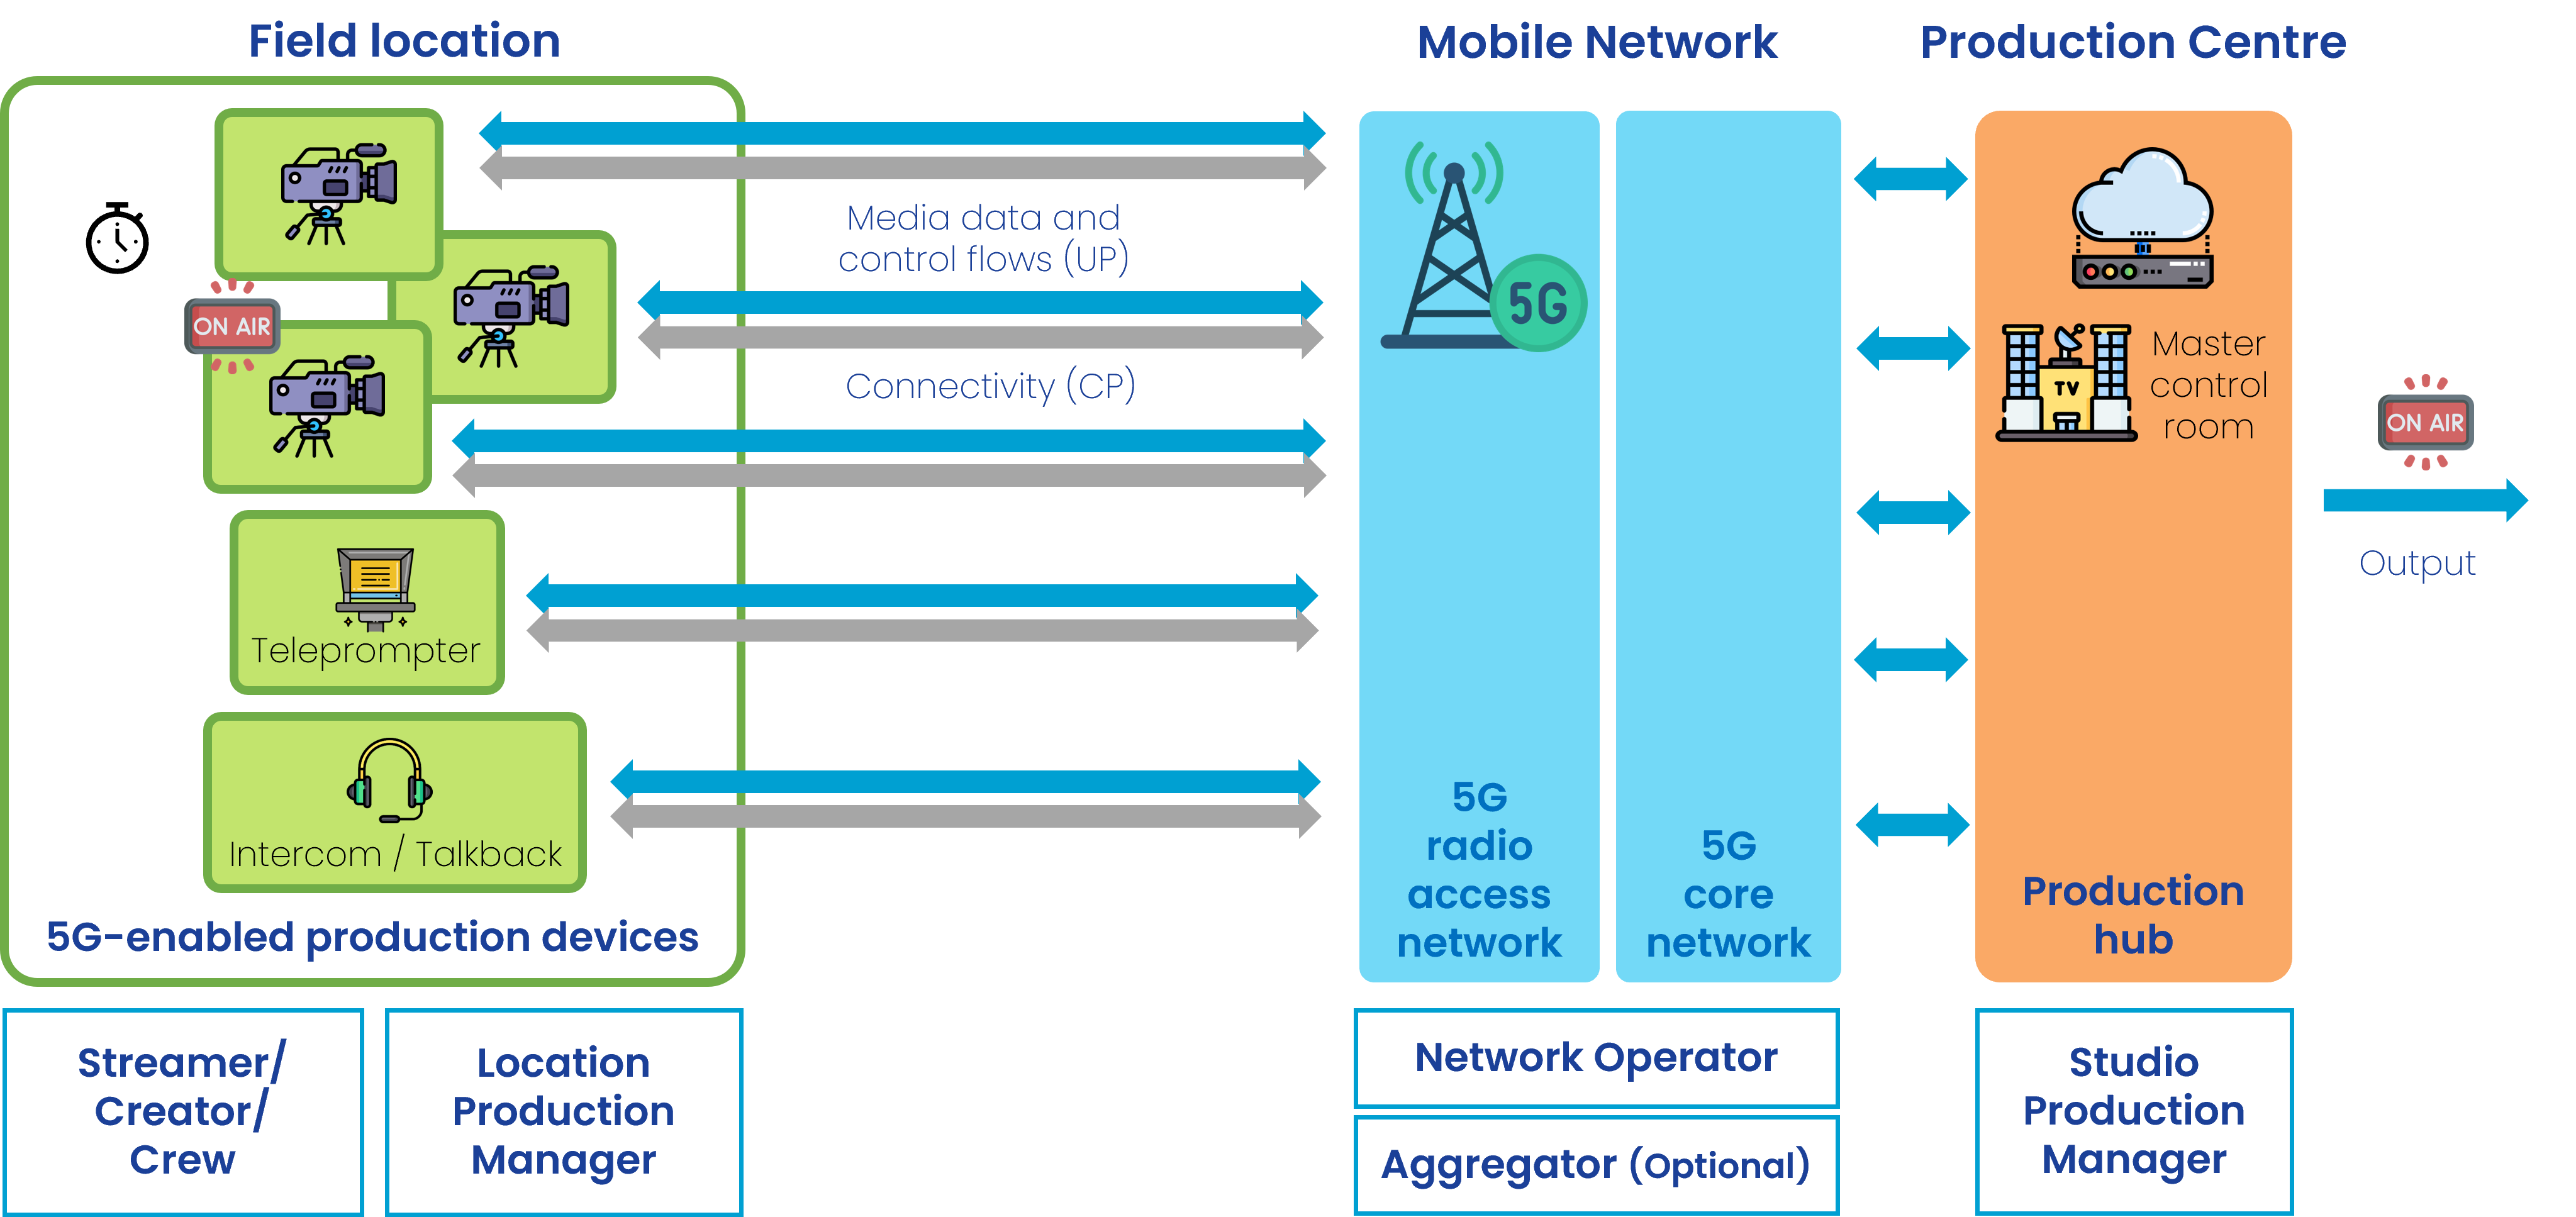 Field location
Mobile Network
Production Centre
ON AIR
Media data and
control flows (UP)
Connectivity (CP)
Teleprompter
Intercom / Talkback
5G-enabled production devices
5G
5G
radio
access
network
5G
core
network
TV
Master
control
room
Production
hub
ON AIR
Output
Streamer/
Creator/
Crew
Location
Production
Manager
Network Operator
Aggregator (Optional)
Studio
Production
Manager